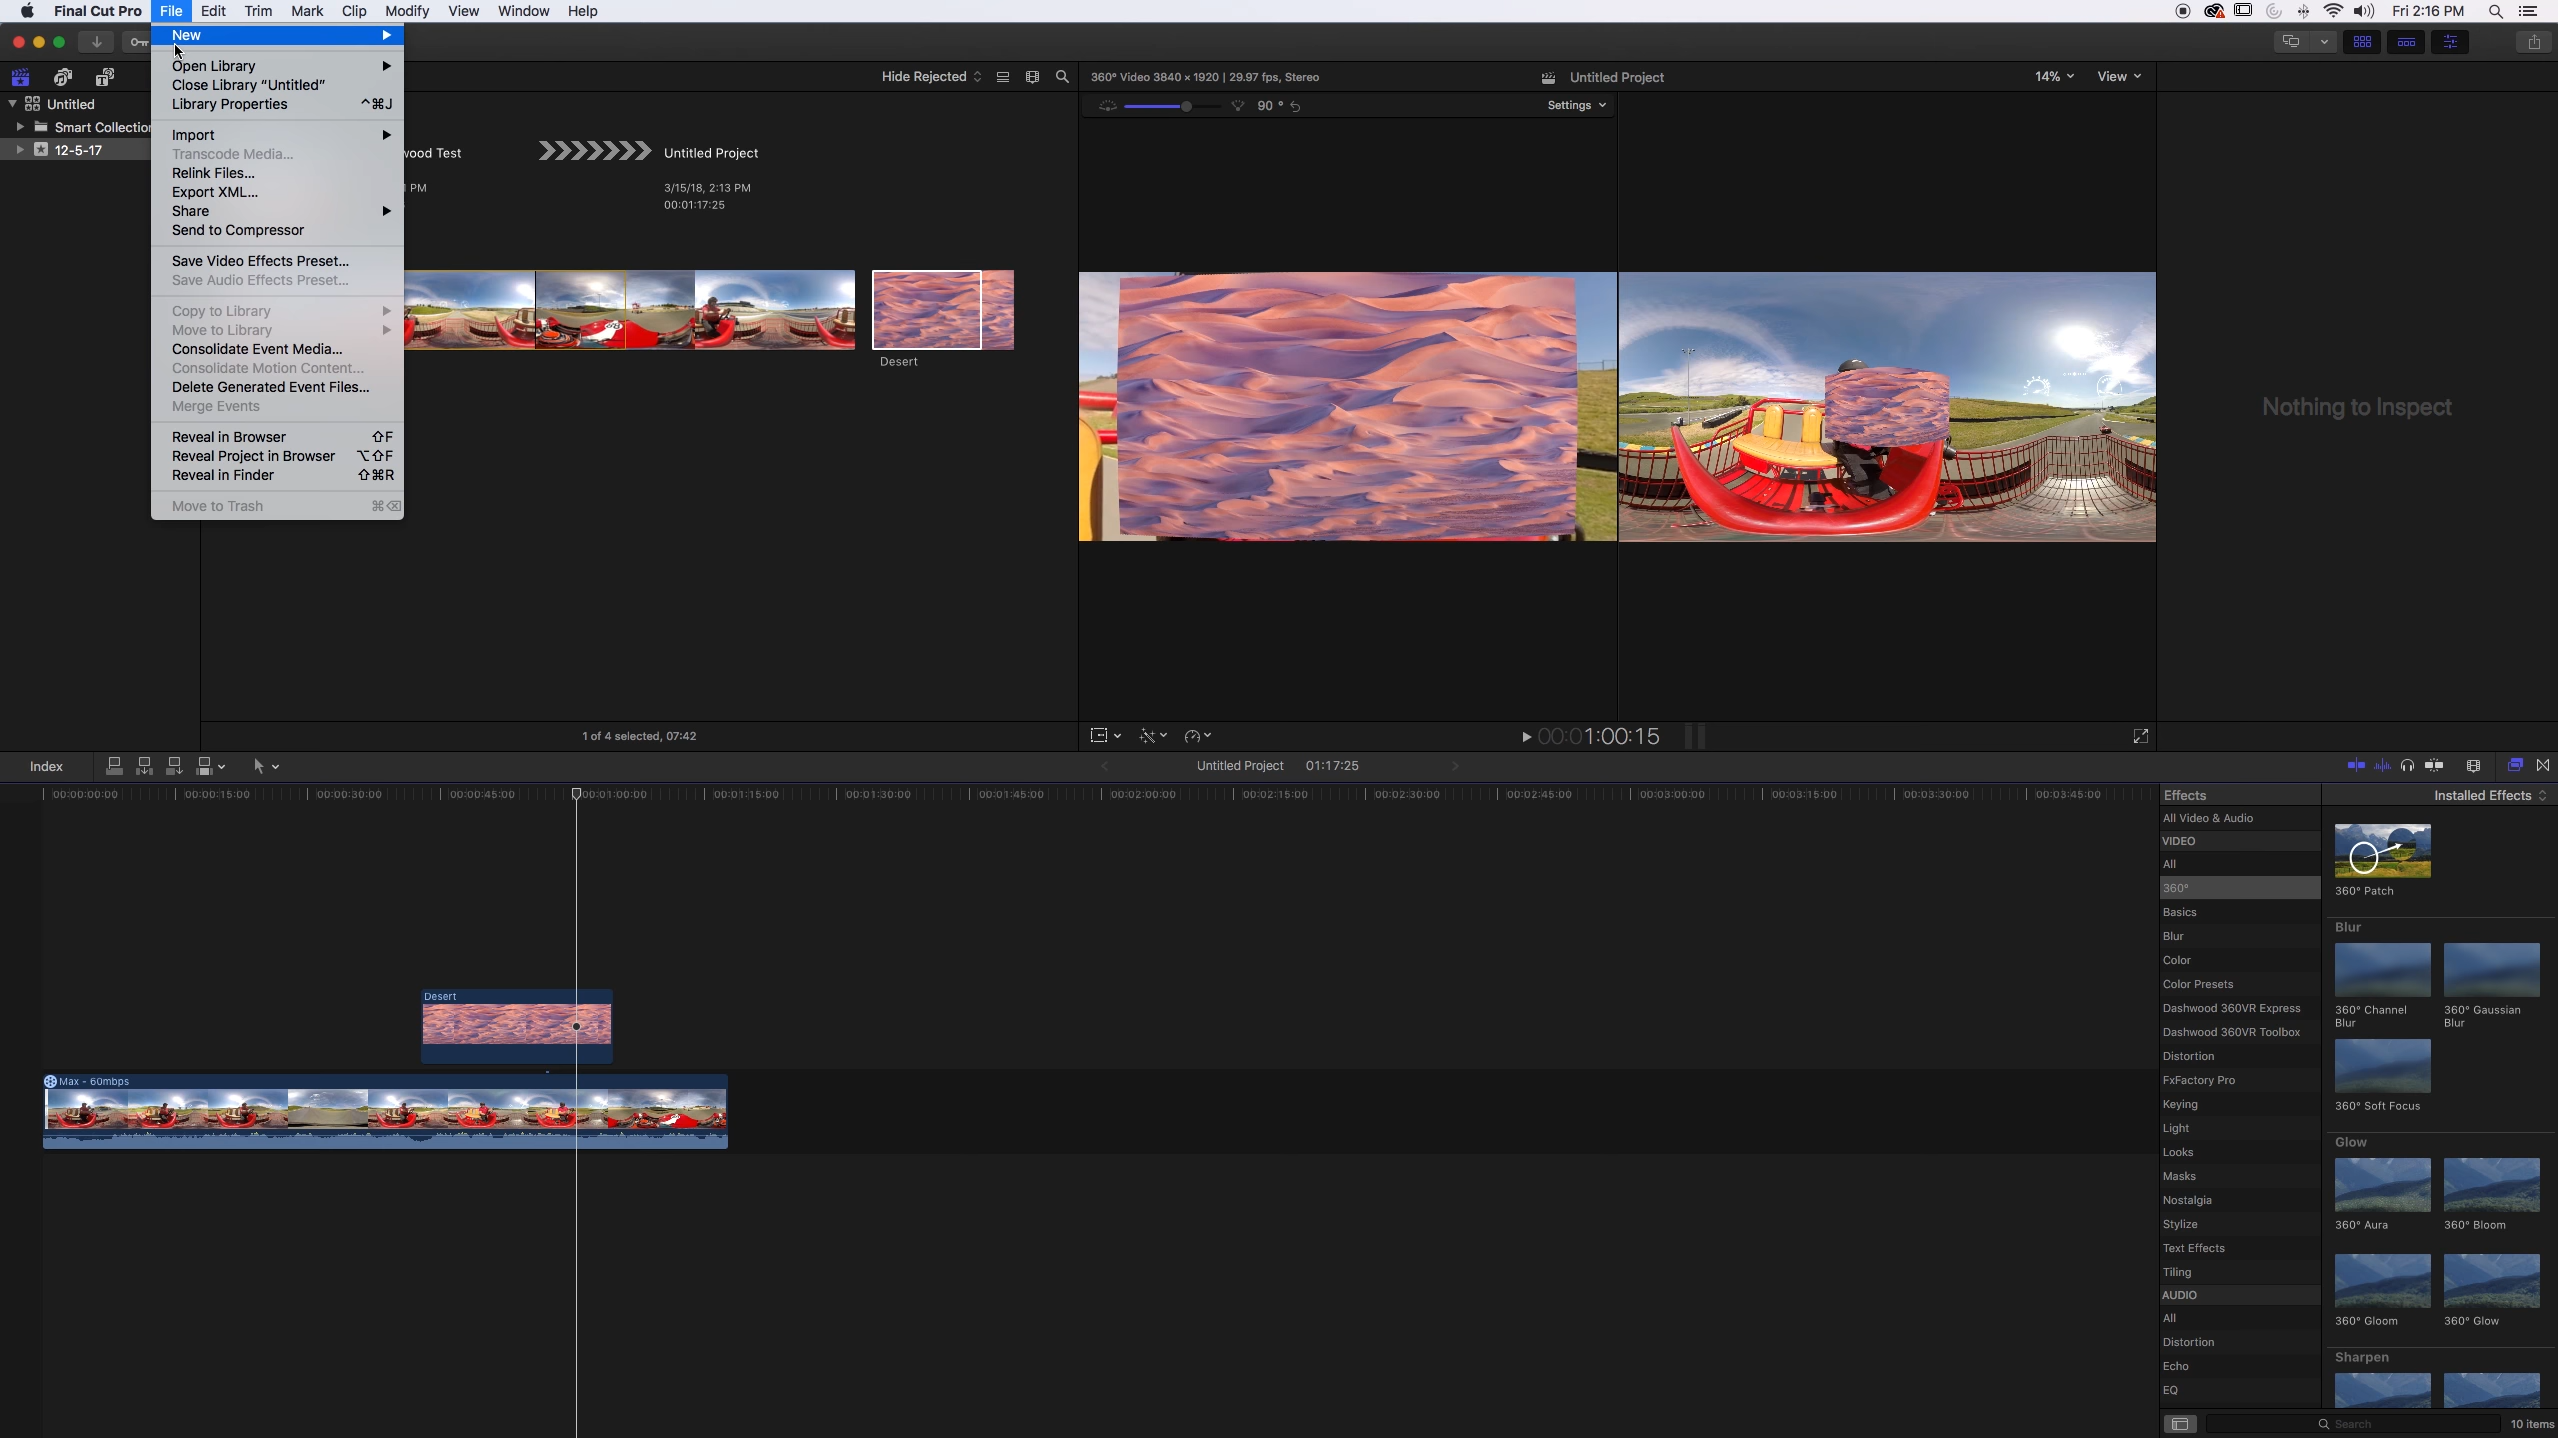 Final Cut Pro File Edit Trim Mark Clip Modify View Window Help Fri 2:16 PM
New
Open Library
Close Library “Untitled”
Library Properties ^⌘J
Import
Transcode Media...
Relink Files...
Export XML...
Share
Send to Compressor
Save Video Effects Preset...
Save Audio Effects Preset...
Copy to Library
Move to Library
Consolidate Event Media...
Consolidate Motion Content...
Delete Generated Event Files...
Merge Events
Reveal in Browser ⇧F
Reveal Project in Browser ⌥⇧F
Reveal in Finder ⇧⌘R
Move to Trash ⌘⌫
Untitled
Smart Collection
12-5-17
Hide Rejected
wood Test
PM
Untitled Project
3/15/18, 2:13 PM
00:01:17:25
Desert
1 of 4 selected, 07:42
360° Video 3840 × 1920 | 29.97 fps, Stereo
Untitled Project
14% View
90 °
Settings
Nothing to Inspect
00:01:00:15
Index
Untitled Project 01:17:25
00:00:00:00 00:00:15:00 00:00:30:00 00:00:45:00 00:01:00:00 00:01:15:00 00:01:30:00 00:01:45:00 00:02:00:00 00:02:15:00 00:02:30:00 00:02:45:00 00:03:00:00 00:03:15:00 00:03:30:00 00:03:45:00
Desert
Max - 60mbps
Effects
All Video & Audio
VIDEO
All
360°
Basics
Blur
Color
Color Presets
Dashwood 360VR Express
Dashwood 360VR Toolbox
Distortion
FxFactory Pro
Keying
Light
Looks
Masks
Nostalgia
Stylize
Text Effects
Tiling
AUDIO
All
Distortion
Echo
EQ
Installed Effects
360° Patch
Blur
360° Channel Blur
360° Gaussian Blur
360° Soft Focus
Glow
360° Aura
360° Bloom
360° Gloom
360° Glow
Sharpen
Search
10 items